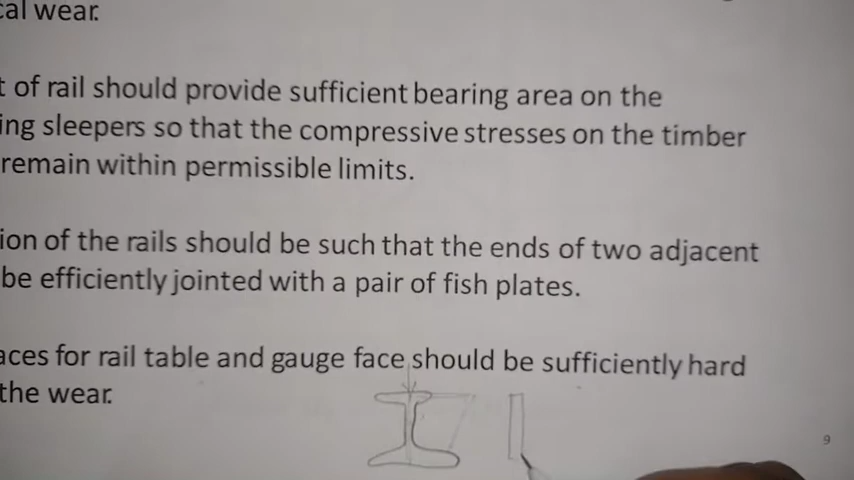 cal wear.
t of rail should provide sufficient bearing area on the
ing sleepers so that the compressive stresses on the timber
remain within permissible limits.
ion of the rails should be such that the ends of two adjacent
be efficiently jointed with a pair of fish plates.
aces for rail table and gauge face should be sufficiently hard
the wear.
9